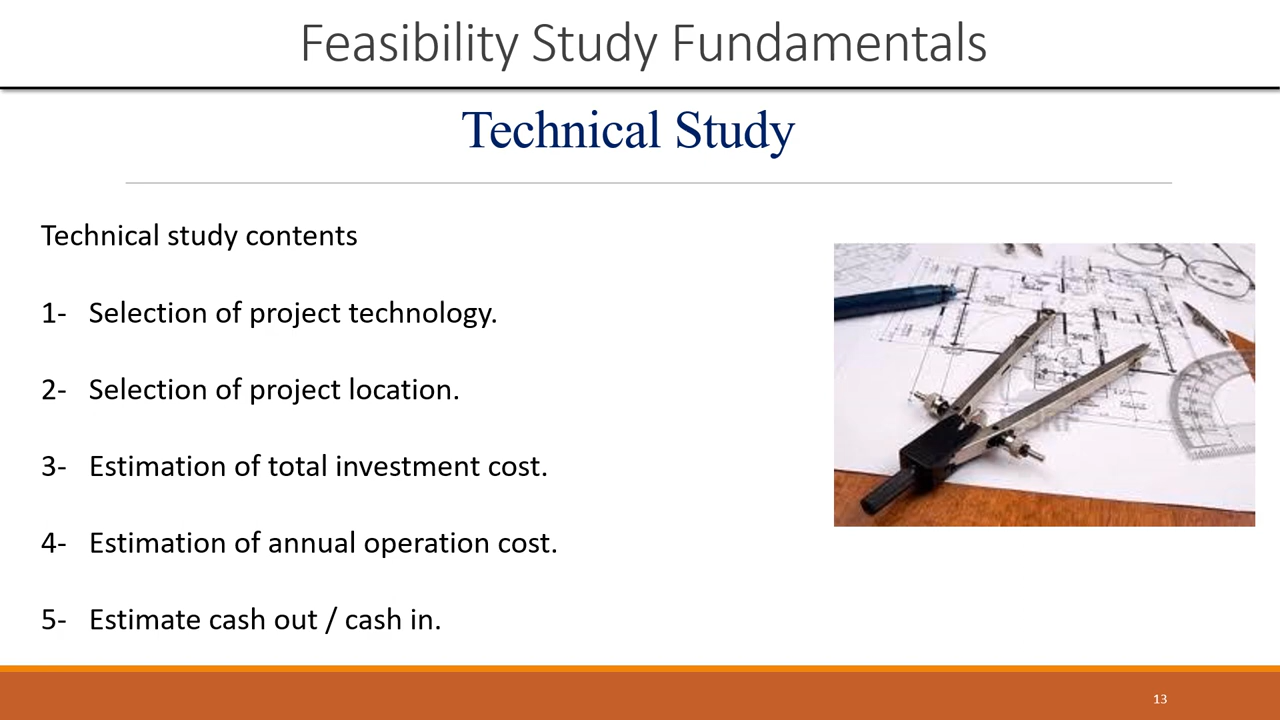 Feasibility Study Fundamentals
Technical Study
Technical study contents
1- Selection of project technology.
2- Selection of project location.
3- Estimation of total investment cost.
4- Estimation of annual operation cost.
5- Estimate cash out / cash in.
13